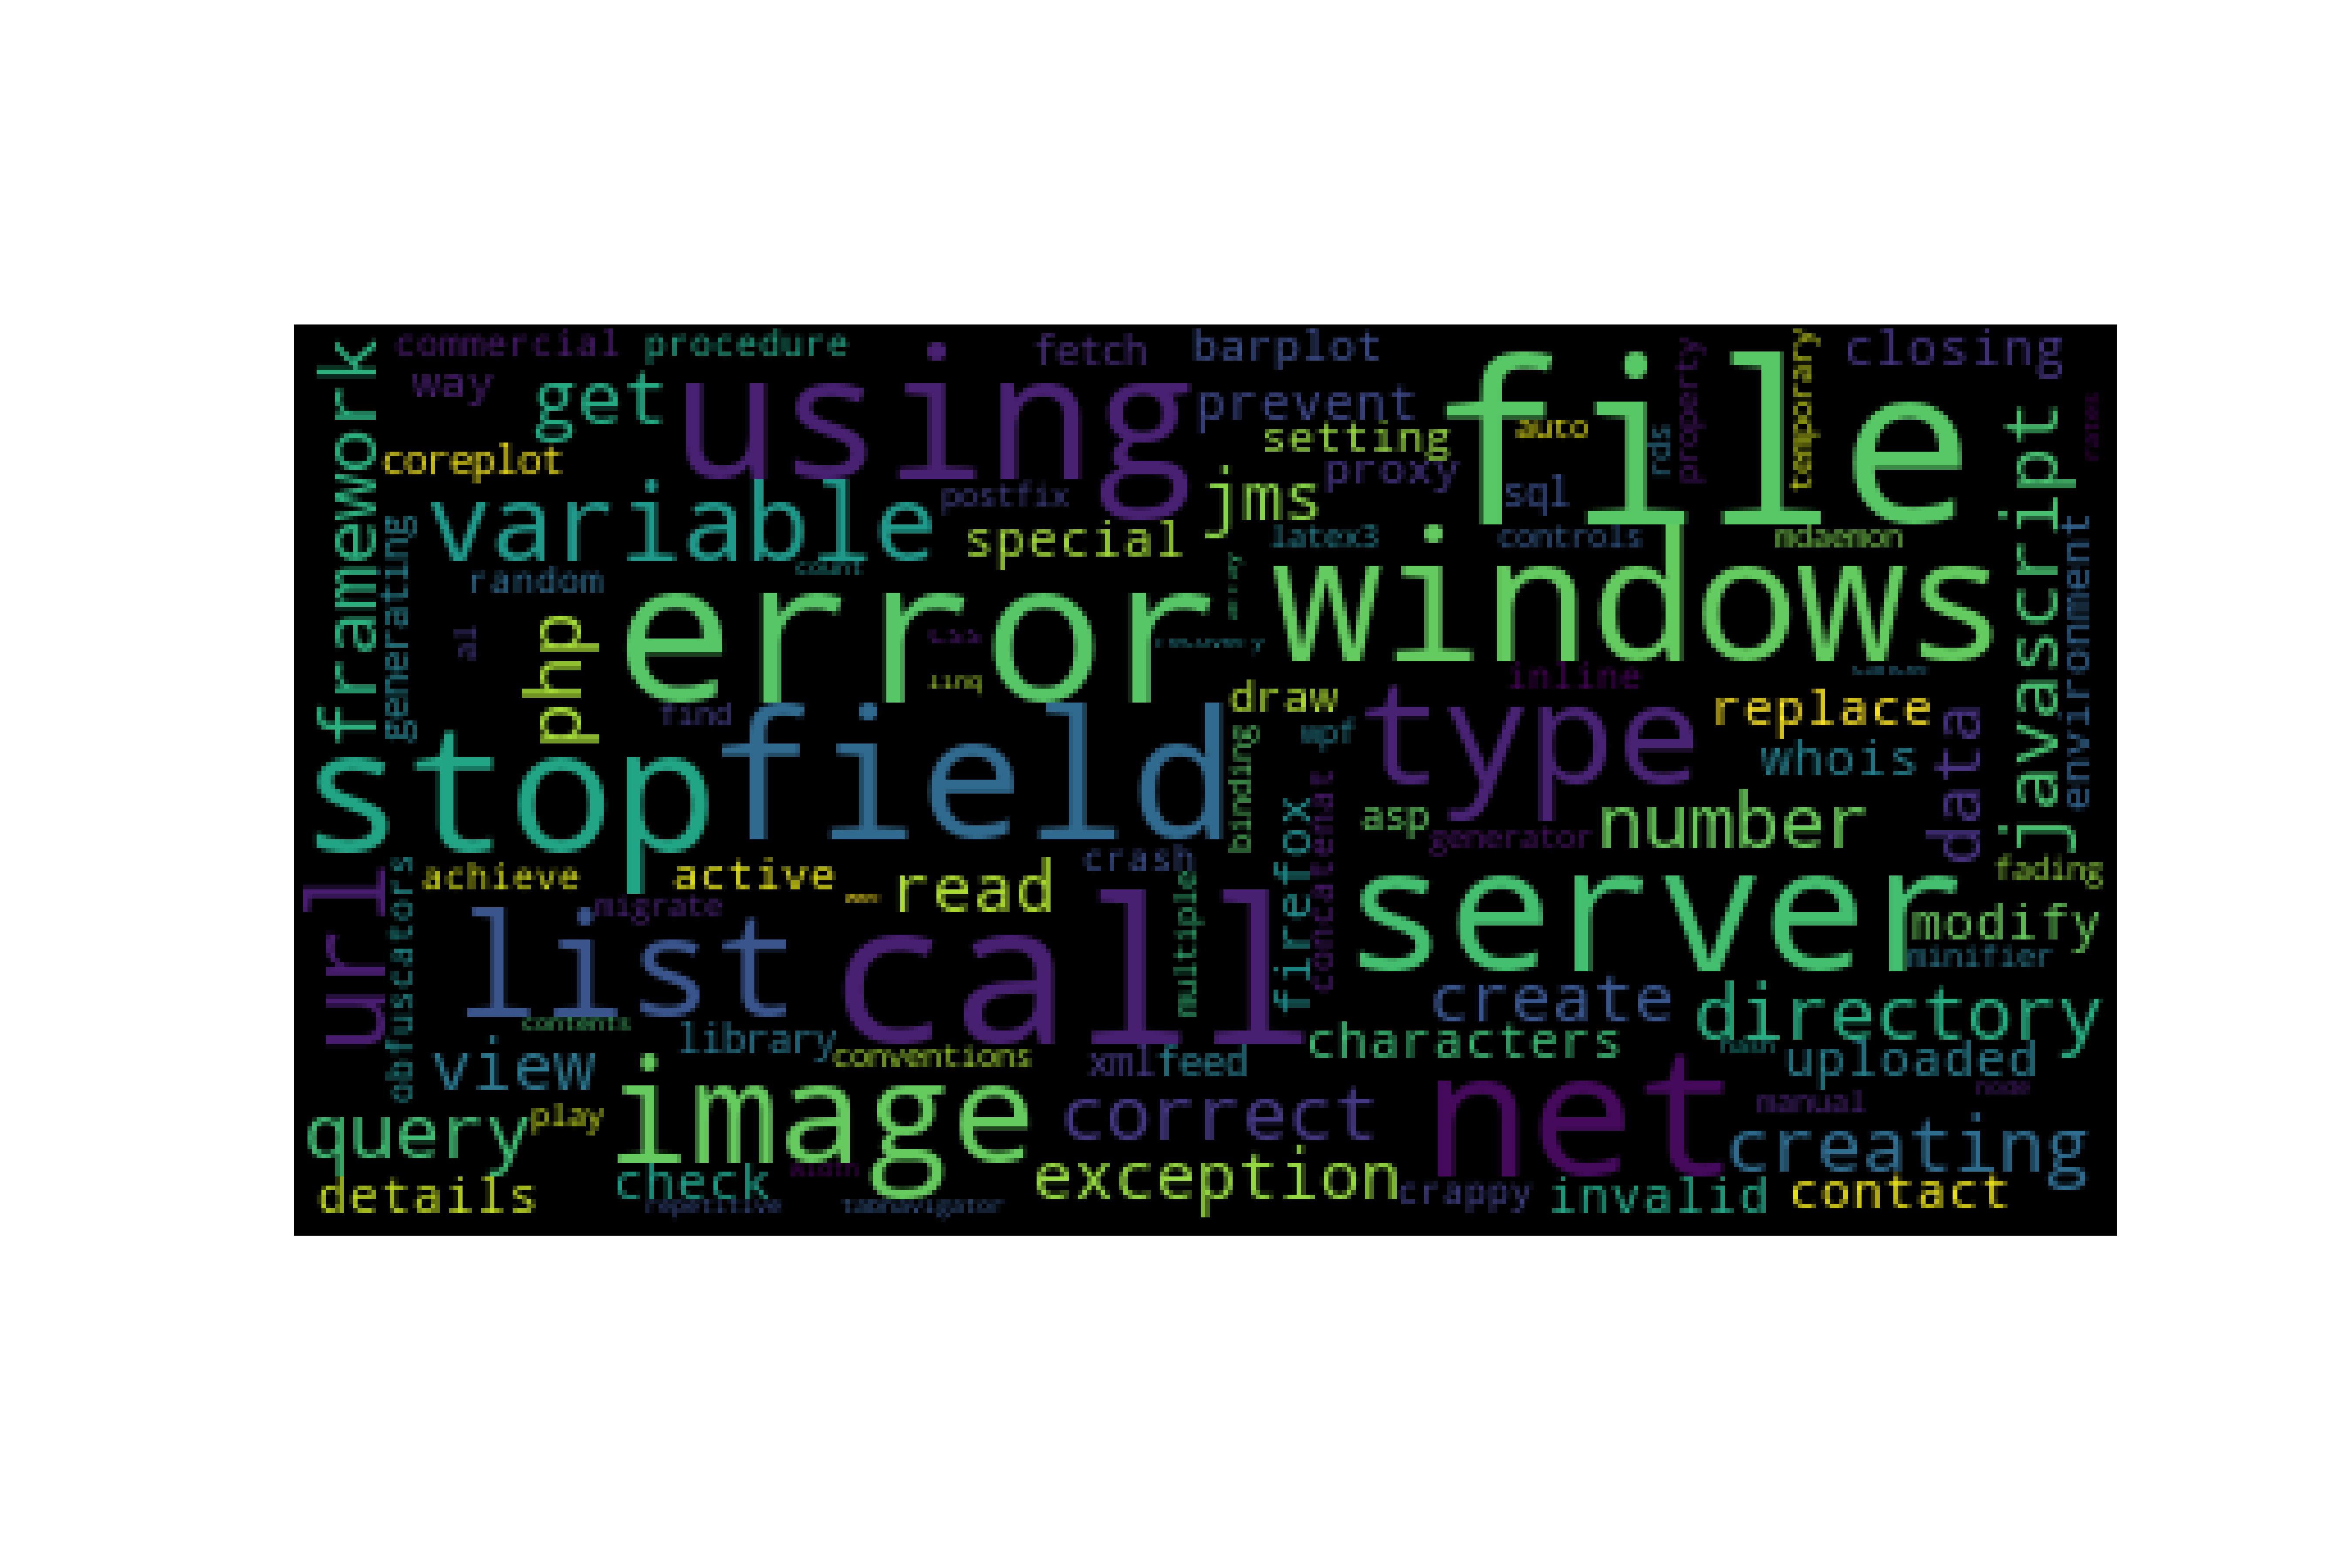 commercial
procedure
fetch
barplot
closing
way
get
using
prevent
file
property
temporary
framework
coreplot
setting
auto
rds
javascript
variable
postfix
jms
proxy
sql
special
latex3
controls
mdaemon
generating
random
count
error
windows
environment
al
php
css
linq
inline
find
draw
type
replace
data
stop
field
binding
wpf
whois
s
asp
generator
number
firefox
concatenat
achieve
active_
read
crash
server
fading
url
obfuscators
migrate
modify
list
call
multiple
minifier
create
directory
contents
library
conventions
characters
view
xml
feed
uploaded
image
net
node
manual
query
play
correct
creating
check
exception
details
repetitive
tabnavigator
crappy
invalid
contact